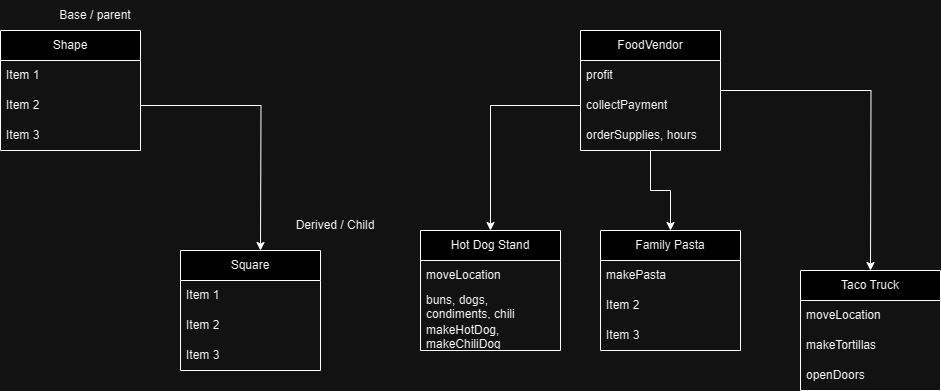 Base / parent
Shape
Item 1
Item 2
Item 3
Derived / Child
Square
Item 1
Item 2
Item 3
FoodVendor
profit
collectPayment
orderSupplies, hours
Hot Dog Stand
moveLocation
buns, dogs,
condiments, chili
makeHotDog,
makeChiliDog
Family Pasta
makePasta
Item 2
Item 3
Taco Truck
moveLocation
makeTortillas
openDoors